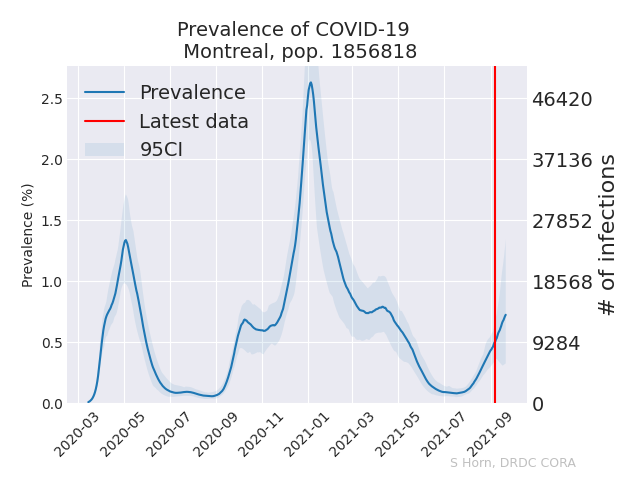 Prevalence of COVID-19
Montreal, pop. 1856818
Prevalence
Latest data
95CI
Prevalence (%)
2.5
2.0
1.5
1.0
0.5
0.0
46420
37136
27852
18568
9284
0
# of infections
2020-03
2020-05
2020-07
2020-09
2020-11
2021-01
2021-03
2021-05
2021-07
2021-09
S Horn, DRDC CORA